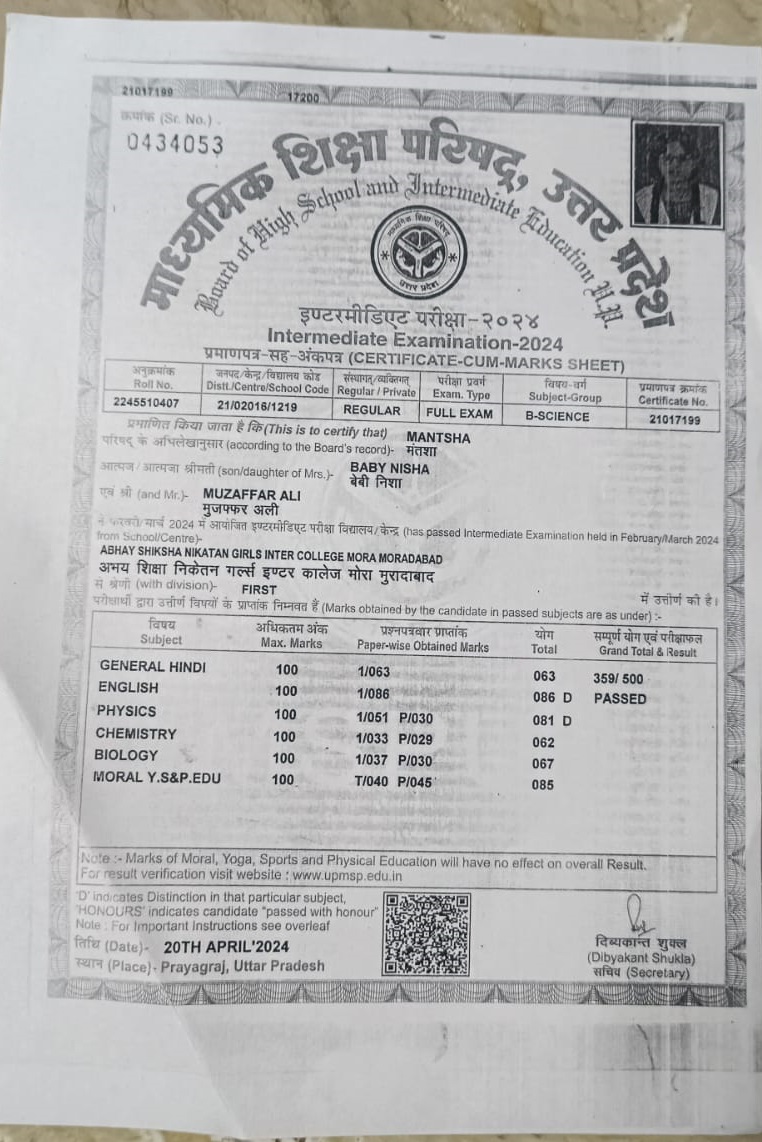 21017199
17200
क्रमांक (Sr. No.) .
0434053
माध्यमिक शिक्षा परिषद्, उत्तर प्रदेश
Board of High School and Intermediate Education U.P.
माध्यमिक शिक्षा परिषद्
उत्तर प्रदेश
इण्टरमीडिएट परीक्षा-२०२४
Intermediate Examination-2024
प्रमाणपत्र-सह-अंकपत्र (CERTIFICATE-CUM-MARKS SHEET)
अनुक्रमांक जनपद/केन्द्र/विद्यालय कोड संस्थागत/व्यक्तिगत परीक्षा प्रवर्ग विषय-वर्ग प्रमाणपत्र क्रमांक
Roll No. Distt./Centre/School Code Regular / Private Exam. Type Subject-Group Certificate No.
2245510407 21/02016/1219 REGULAR FULL EXAM B-SCIENCE 21017199
प्रमाणित किया जाता है कि (This is to certify that) MANTSHA
परिषद् के अभिलेखानुसार (according to the Board's record)- मंतशा
आत्मज/आत्मजा श्रीमती (son/daughter of Mrs.)- BABY NISHA
बेबी निशा
एवं श्री (and Mr.)- MUZAFFAR ALI
मुजफ्फर अली
ने फरवरी/मार्च 2024 में आयोजित इण्टरमीडिएट परीक्षा विद्यालय/केन्द्र (has passed Intermediate Examination held in February/March 2024
from School/Centre)-
ABHAY SHIKSHA NIKATAN GIRLS INTER COLLEGE MORA MORADABAD
अभय शिक्षा निकेतन गर्ल्स इण्टर कालेज मोरा मुरादाबाद
से श्रेणी (with division)- FIRST में उत्तीर्ण की है।
परीक्षार्थी द्वारा उत्तीर्ण विषयों के प्राप्तांक निम्नवत हैं (Marks obtained by the candidate in passed subjects are as under) :-
विषय अधिकतम अंक प्रश्नपत्रवार प्राप्तांक योग सम्पूर्ण योग एवं परीक्षाफल
Subject Max. Marks Paper-wise Obtained Marks Total Grand Total & Result
GENERAL HINDI 100 1/063 063 359/ 500
ENGLISH 100 1/086 086 D PASSED
PHYSICS 100 1/051 P/030 081 D
CHEMISTRY 100 1/033 P/029 062
BIOLOGY 100 1/037 P/030 067
MORAL Y.S&P.EDU 100 T/040 P/045 085
Note :- Marks of Moral, Yoga, Sports and Physical Education will have no effect on overall Result.
For result verification visit website : www.upmsp.edu.in
'D' indicates Distinction in that particular subject,
'HONOURS' indicates candidate "passed with honour"
Note : For Important Instructions see overleaf
तिथि (Date)- 20TH APRIL'2024
स्थान (Place)- Prayagraj, Uttar Pradesh
दिब्यकान्त शुक्ल
(Dibyakant Shukla)
सचिव (Secretary)